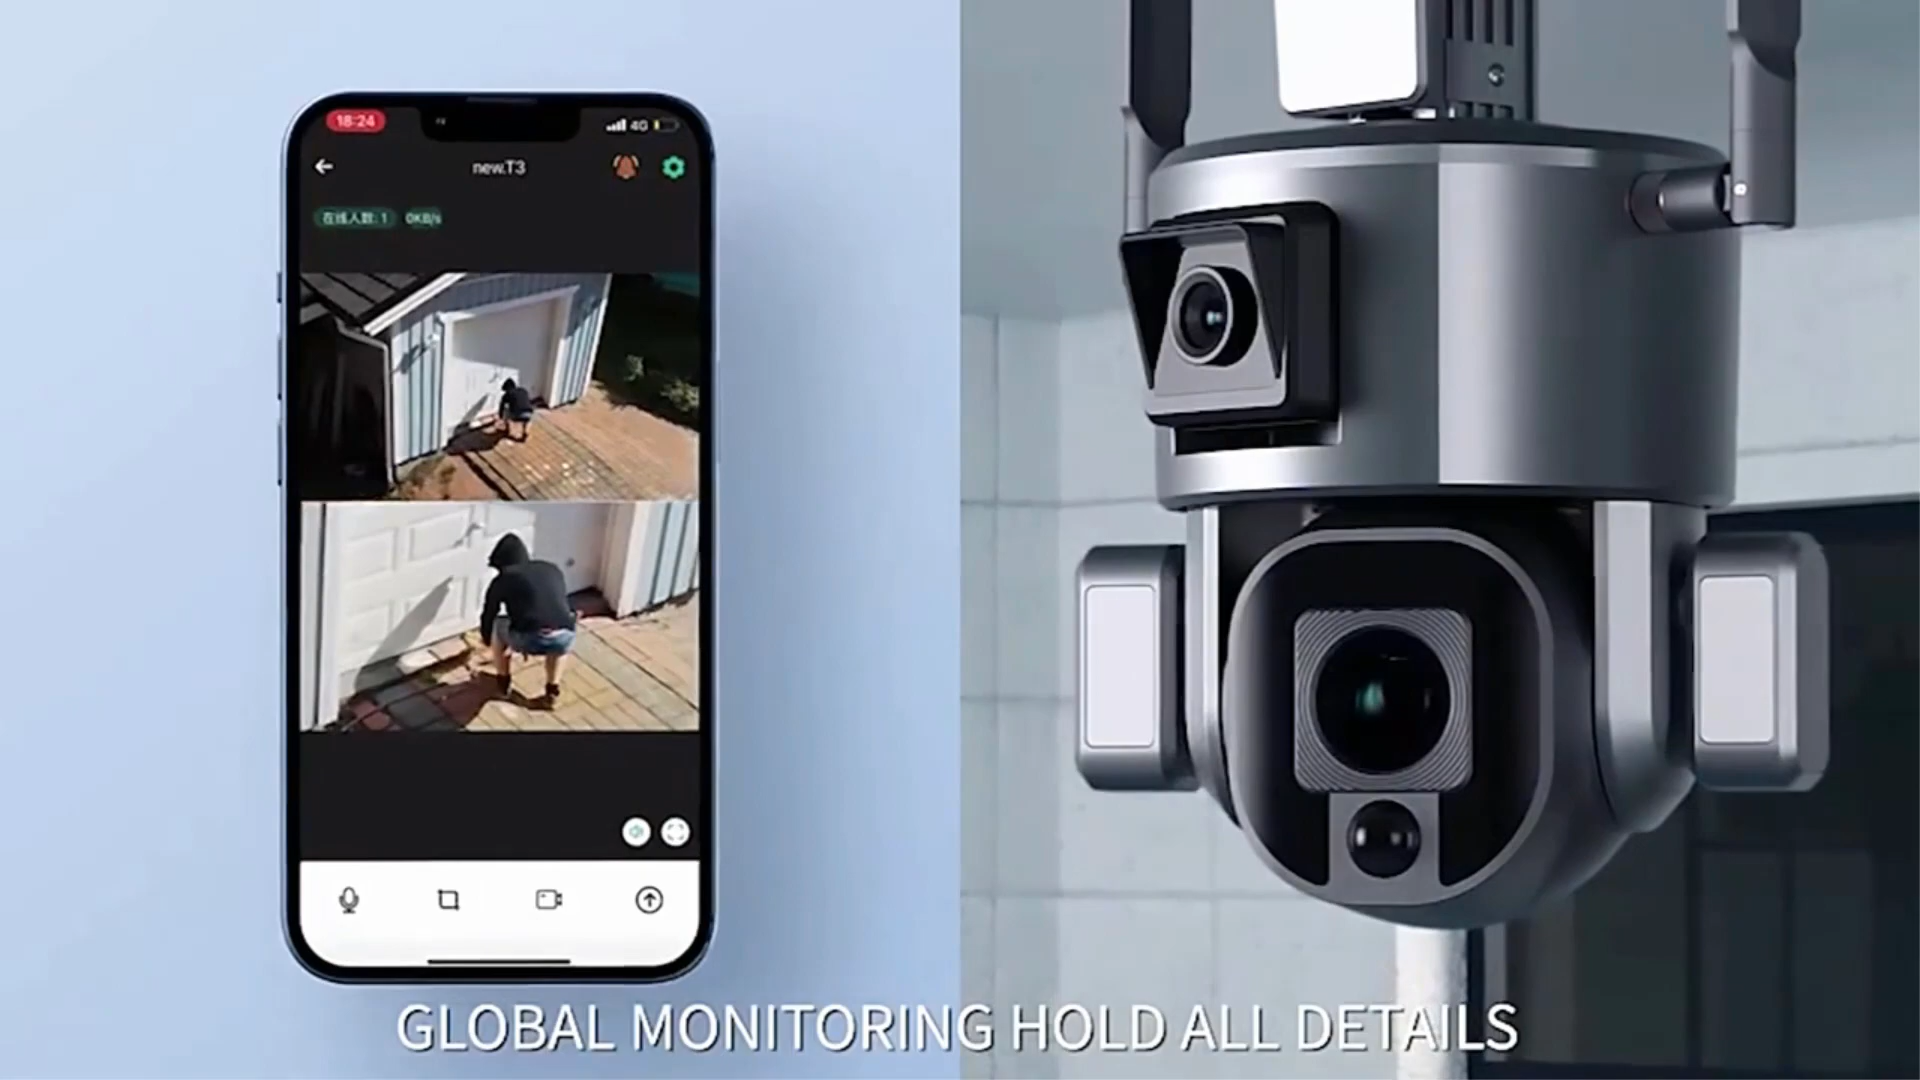 18:24
4G
new.T3
在线人数: 1 0KB/s
GLOBAL MONITORING HOLD ALL DETAILS